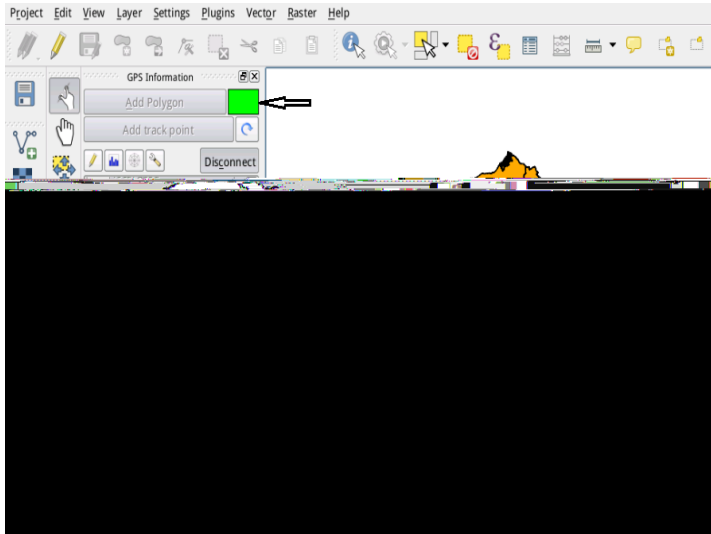 Project Edit View Layer Settings Plugins Vector Raster Help
GPS Information
Add Polygon
Add track point
Disconnect